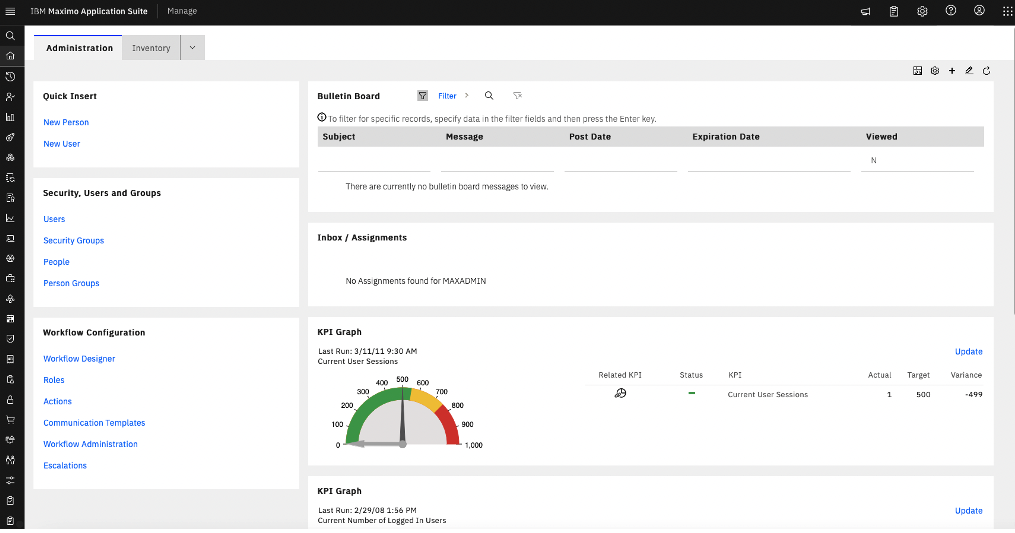 IBM Maximo Application Suite Manage
Administration Inventory
Quick Insert
New Person
New User
Security, Users and Groups
Users
Security Groups
People
Person Groups
Workflow Configuration
Workflow Designer
Roles
Actions
Communication Templates
Workflow Administration
Escalations
Bulletin Board Filter
To filter for specific records, specify data in the filter fields and then press the Enter key.
Subject Message Post Date Expiration Date Viewed
N
There are currently no bulletin board messages to view.
Inbox / Assignments
No Assignments found for MAXADMIN
KPI Graph
Last Run: 3/11/11 9:30 AM Update
Current User Sessions
0 100 200 300 400 500 600 700 800 900 1,000
Related KPI Status KPI Actual Target Variance
Current User Sessions 1 500 -499
KPI Graph
Last Run: 2/29/08 1:56 PM Update
Current Number of Logged In Users